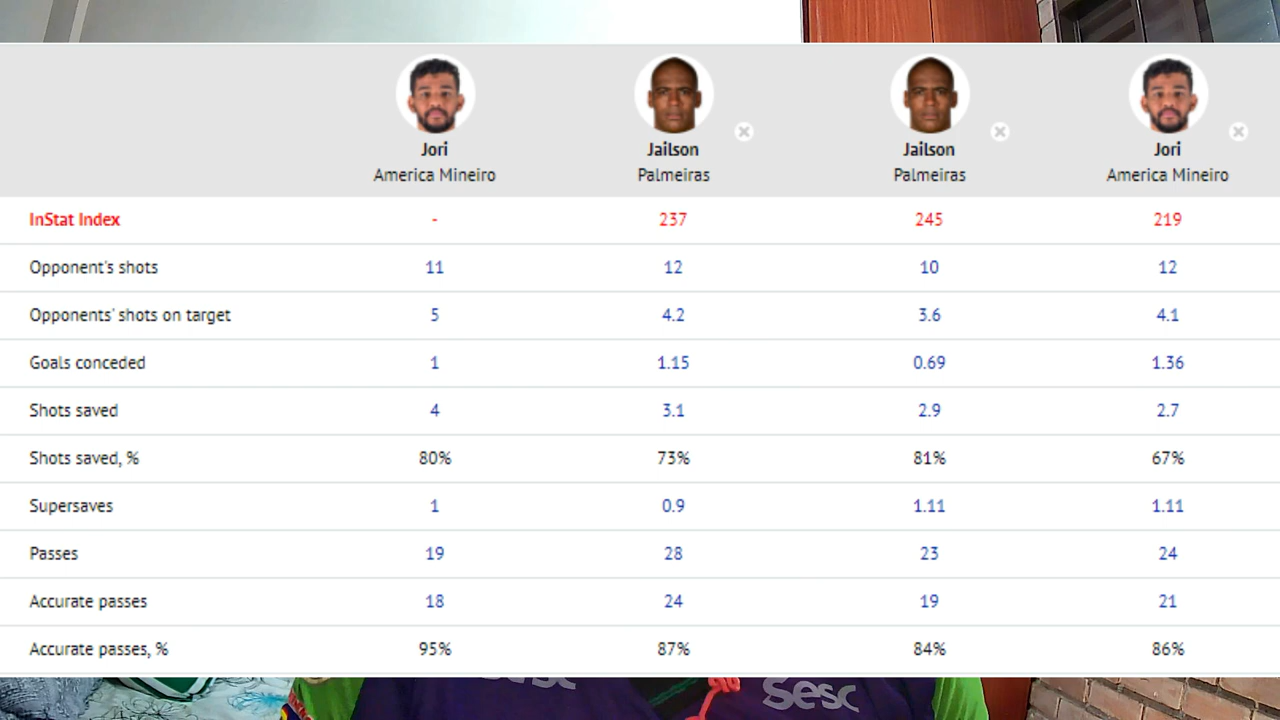 Jori Jailson Jailson Jori
America Mineiro Palmeiras Palmeiras America Mineiro
InStat Index - 237 245 219
Opponent's shots 11 12 10 12
Opponents' shots on target 5 4.2 3.6 4.1
Goals conceded 1 1.15 0.69 1.36
Shots saved 4 3.1 2.9 2.7
Shots saved, % 80% 73% 81% 67%
Supersaves 1 0.9 1.11 1.11
Passes 19 28 23 24
Accurate passes 18 24 19 21
Accurate passes, % 95% 87% 84% 86%
Sesc